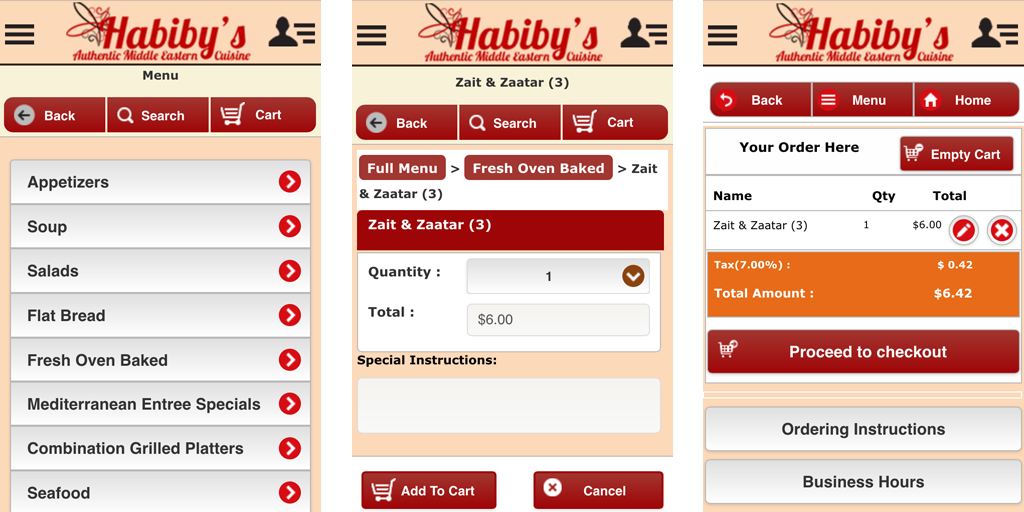 Habiby's
Authentic Middle Eastern
Cuisine
Menu
Back
Search
Cart
Appetizers
Soup
Salads
Flat Bread
Fresh Oven Baked
Mediterranean Entree Specials
Combination Grilled Platters
Seafood
Habiby's
Authentic Middle Eastern
Cuisine
Zait & Zaatar (3)
Back
Search
Cart
Full Menu > Fresh Oven Baked > Zait
& Zaatar (3)
Zait & Zaatar (3)
Quantity : 1
Total : $6.00
Special Instructions:
Add To Cart
Cancel
Habiby's
Authentic Middle Eastern
Cuisine
Back
Menu
Home
Your Order Here
Empty Cart
Name Qty Total
Zait & Zaatar (3) 1 $6.00
Tax(7.00%) : $ 0.42
Total Amount : $6.42
Proceed to checkout
Ordering Instructions
Business Hours